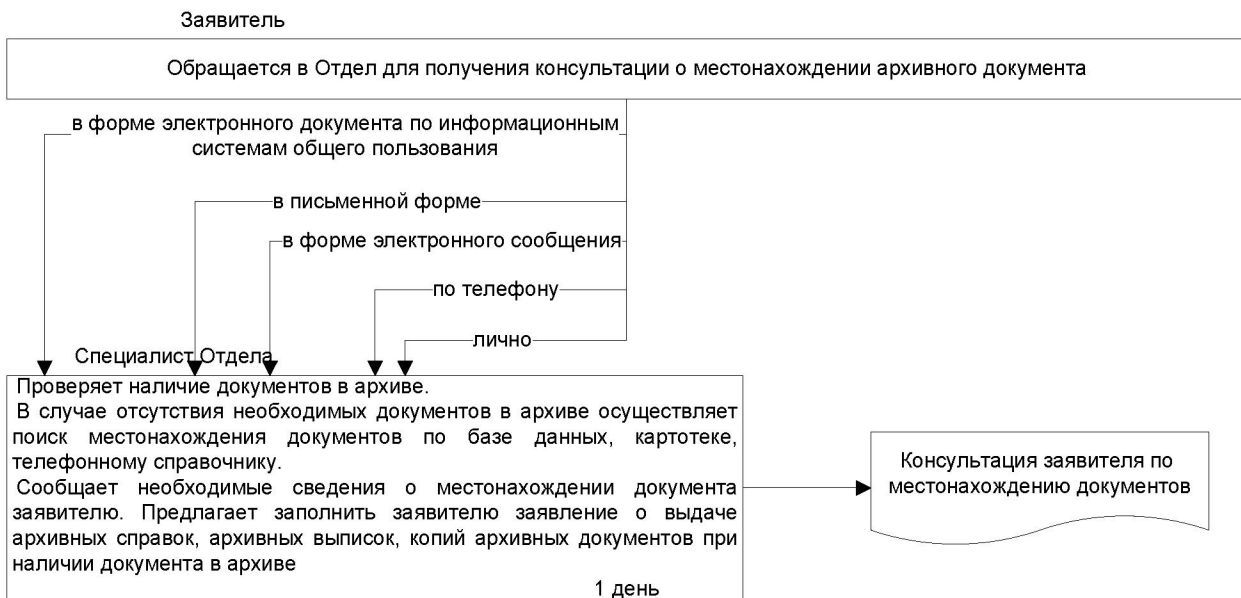 Заявитель
Обращается в Отдел для получения консультации о местонахождении архивного документа
в форме электронного документа по информационным
системам общего пользования
в письменной форме
в форме электронного сообщения
по телефону
лично
Специалист Отдела
Проверяет наличие документов в архиве.
В случае отсутствия необходимых документов в архиве осуществляет
поиск местонахождения документов по базе данных, картотеке,
телефонному справочнику.
Сообщает необходимые сведения о местонахождении документа
заявителю. Предлагает заполнить заявителю заявление о выдаче
архивных справок, архивных выписок, копий архивных документов при
наличии документа в архиве
1 день
Консультация заявителя по
местонахождению документов